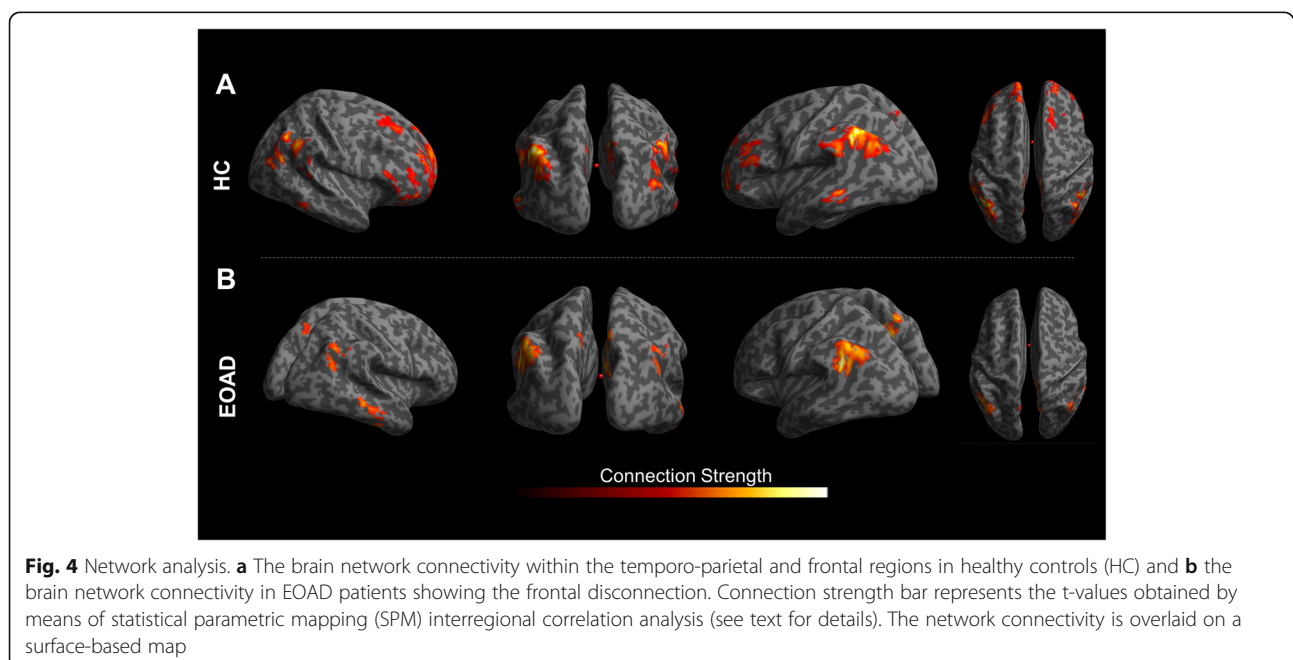 A
HC
B
EOAD
Connection Strength
Fig. 4 Network analysis. a The brain network connectivity within the temporo-parietal and frontal regions in healthy controls (HC) and b the
brain network connectivity in EOAD patients showing the frontal disconnection. Connection strength bar represents the t-values obtained by
means of statistical parametric mapping (SPM) interregional correlation analysis (see text for details). The network connectivity is overlaid on a
surface-based map